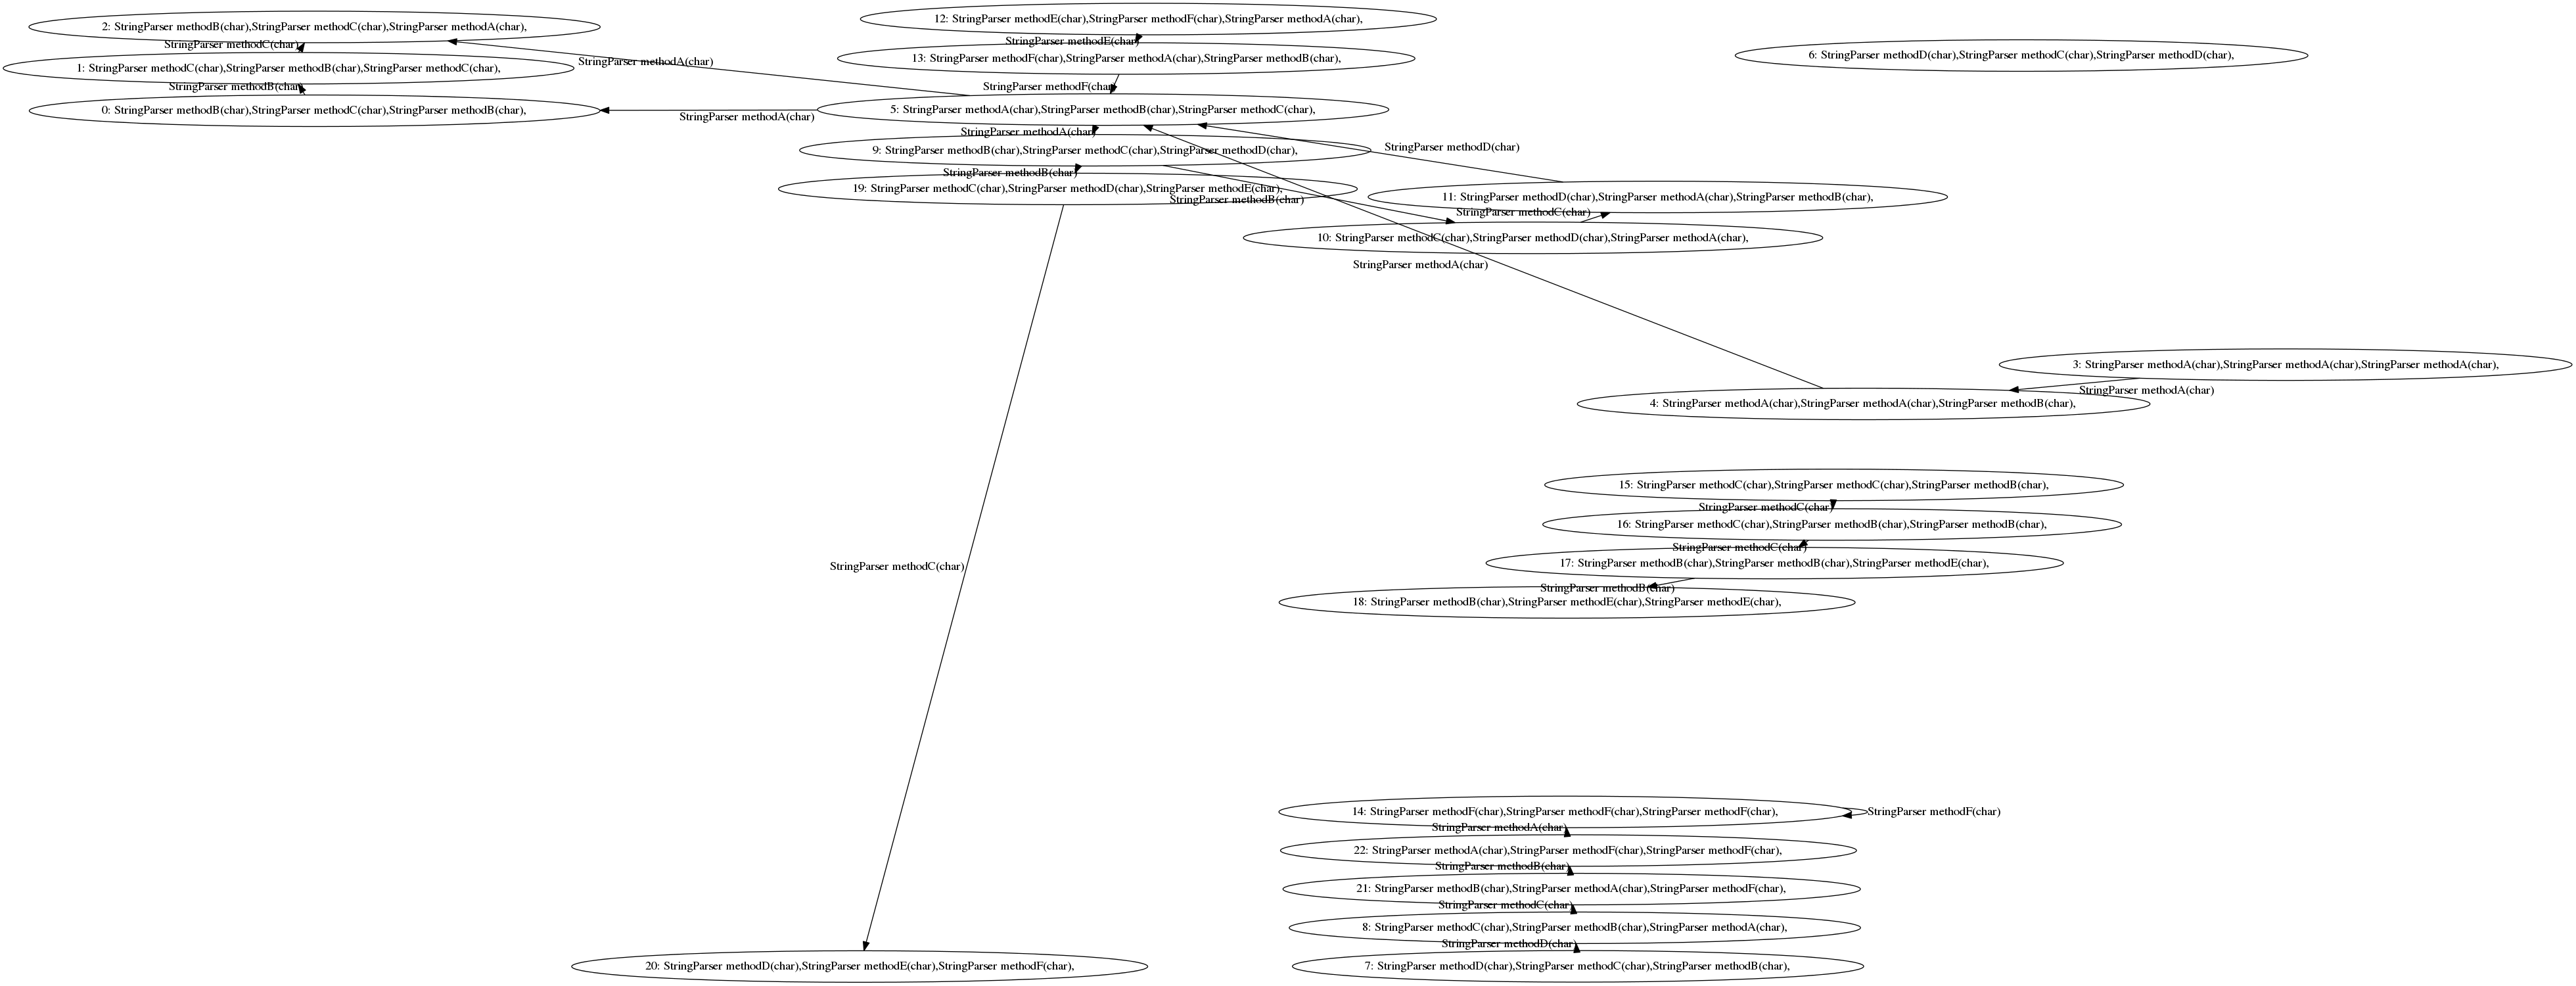 2: StringParser methodB(char),StringParser methodC(char),StringParser methodA(char),
StringParser methodC(char)
1: StringParser methodC(char),StringParser methodB(char),StringParser methodC(char),
StringParser methodB(char)
0: StringParser methodB(char),StringParser methodC(char),StringParser methodB(char),
StringParser methodA(char)
StringParser methodA(char)
12: StringParser methodE(char),StringParser methodF(char),StringParser methodA(char),
StringParser methodE(char)
13: StringParser methodF(char),StringParser methodA(char),StringParser methodB(char),
StringParser methodF(char)
5: StringParser methodA(char),StringParser methodB(char),StringParser methodC(char),
StringParser methodA(char)
9: StringParser methodB(char),StringParser methodC(char),StringParser methodD(char),
StringParser methodB(char)
19: StringParser methodC(char),StringParser methodD(char),StringParser methodE(char),
StringParser methodB(char)
6: StringParser methodD(char),StringParser methodC(char),StringParser methodD(char),
StringParser methodD(char)
11: StringParser methodD(char),StringParser methodA(char),StringParser methodB(char),
StringParser methodC(char)
10: StringParser methodC(char),StringParser methodD(char),StringParser methodA(char),
StringParser methodA(char)
3: StringParser methodA(char),StringParser methodA(char),StringParser methodA(char),
StringParser methodA(char)
4: StringParser methodA(char),StringParser methodA(char),StringParser methodB(char),
15: StringParser methodC(char),StringParser methodC(char),StringParser methodB(char),
StringParser methodC(char)
16: StringParser methodC(char),StringParser methodB(char),StringParser methodB(char),
StringParser methodC(char)
17: StringParser methodB(char),StringParser methodB(char),StringParser methodE(char),
StringParser methodB(char)
18: StringParser methodB(char),StringParser methodE(char),StringParser methodE(char),
StringParser methodC(char)
14: StringParser methodF(char),StringParser methodF(char),StringParser methodF(char),
StringParser methodF(char)
StringParser methodA(char)
22: StringParser methodA(char),StringParser methodF(char),StringParser methodF(char),
StringParser methodB(char)
21: StringParser methodB(char),StringParser methodA(char),StringParser methodF(char),
StringParser methodC(char)
8: StringParser methodC(char),StringParser methodB(char),StringParser methodA(char),
StringParser methodD(char)
7: StringParser methodD(char),StringParser methodC(char),StringParser methodB(char),
20: StringParser methodD(char),StringParser methodE(char),StringParser methodF(char),